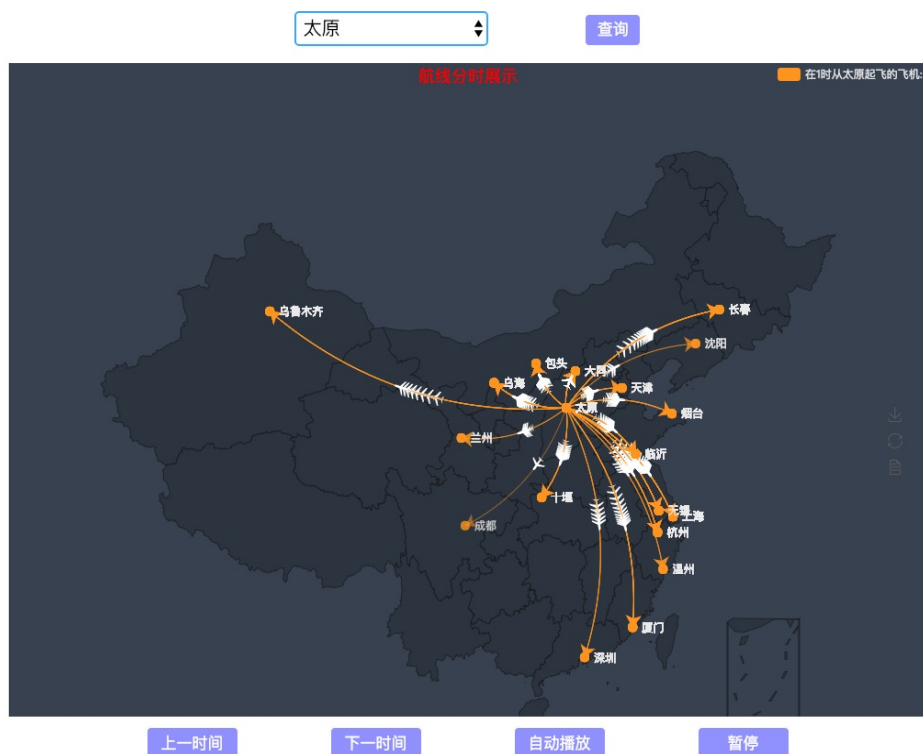 太原
查询
航线分时展示
在1时从太原起飞的飞机:
长春
乌鲁木齐
沈阳
包头
大同
乌海
天津
太原
烟台
兰州
临沂
十堰
无锡
上海
成都
杭州
温州
厦门
深圳
上一时间
下一时间
自动播放
暂停